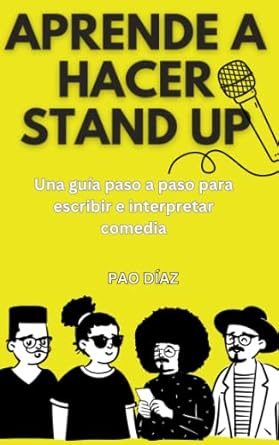 APRENDE A
HACER
STAND UP
Una guía paso a paso para
escribir e interpretar
comedia
PAO DÍAZ